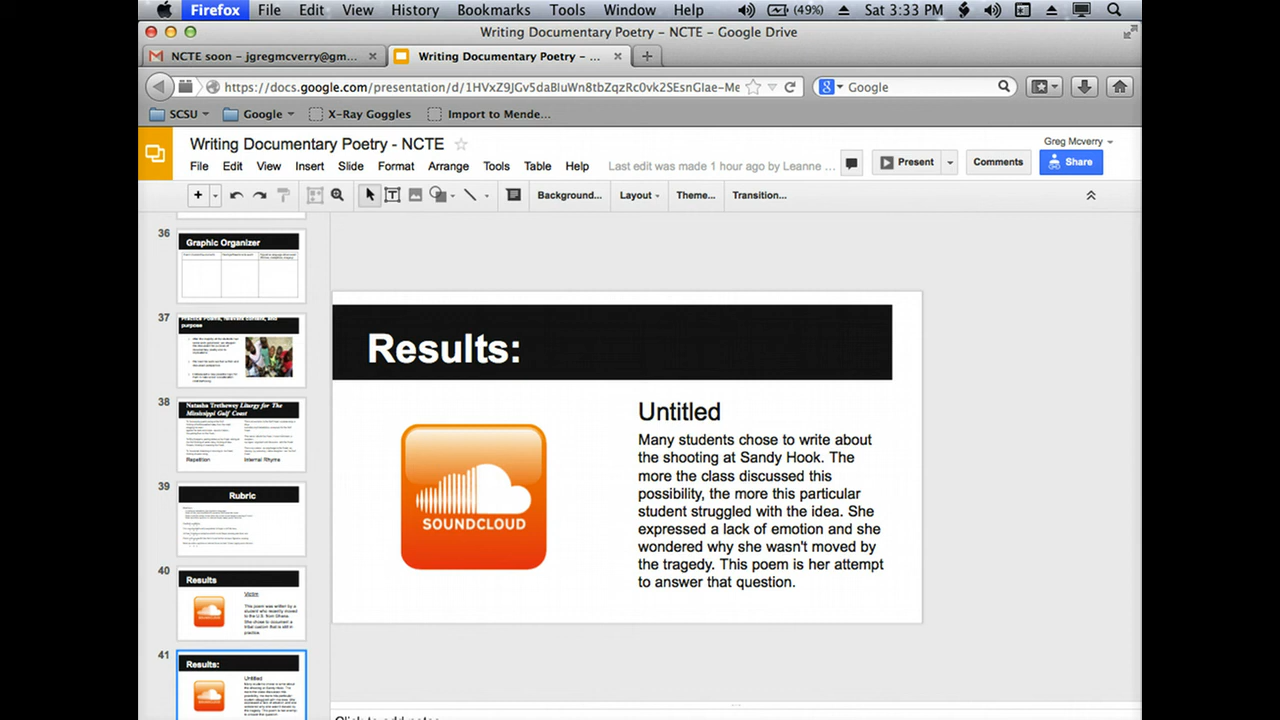 Firefox File Edit View History Bookmarks Tools Window Help (49%) Sat 3:33 PM
Writing Documentary Poetry – NCTE – Google Drive
NCTE soon – jgregmcverry@gm... Writing Documentary Poetry – ...
https://docs.google.com/presentation/d/ Google
SCSU Google X-Ray Goggles Import to Mende...
Writing Documentary Poetry - NCTE
Greg Mcverry
File Edit View Insert Slide Format Arrange Tools Table Help Last edit was made 1 hour ago by Leanne ... Present Comments Share
Background... Layout Theme... Transition...
36
Graphic Organizer
37
purpose
38
Natasha Trethewey Liturgy for The
Mississippi Gulf Coast
Repetition Internal Rhyme
39
Rubric
40
Results
Victim
This poem was written by a
student who recently moved
to the U.S. from Ghana.
She chose to document a
tribal custom that is still in
practice.
41
Results:
Untitled
SOUNDCLOUD
Results:
Untitled
Many students chose to write about
the shooting at Sandy Hook. The
more the class discussed this
possibility, the more this particular
student struggled with the idea. She
expressed a lack of emotion and she
wondered why she wasn't moved by
the tragedy. This poem is her attempt
to answer that question.
Click to add notes